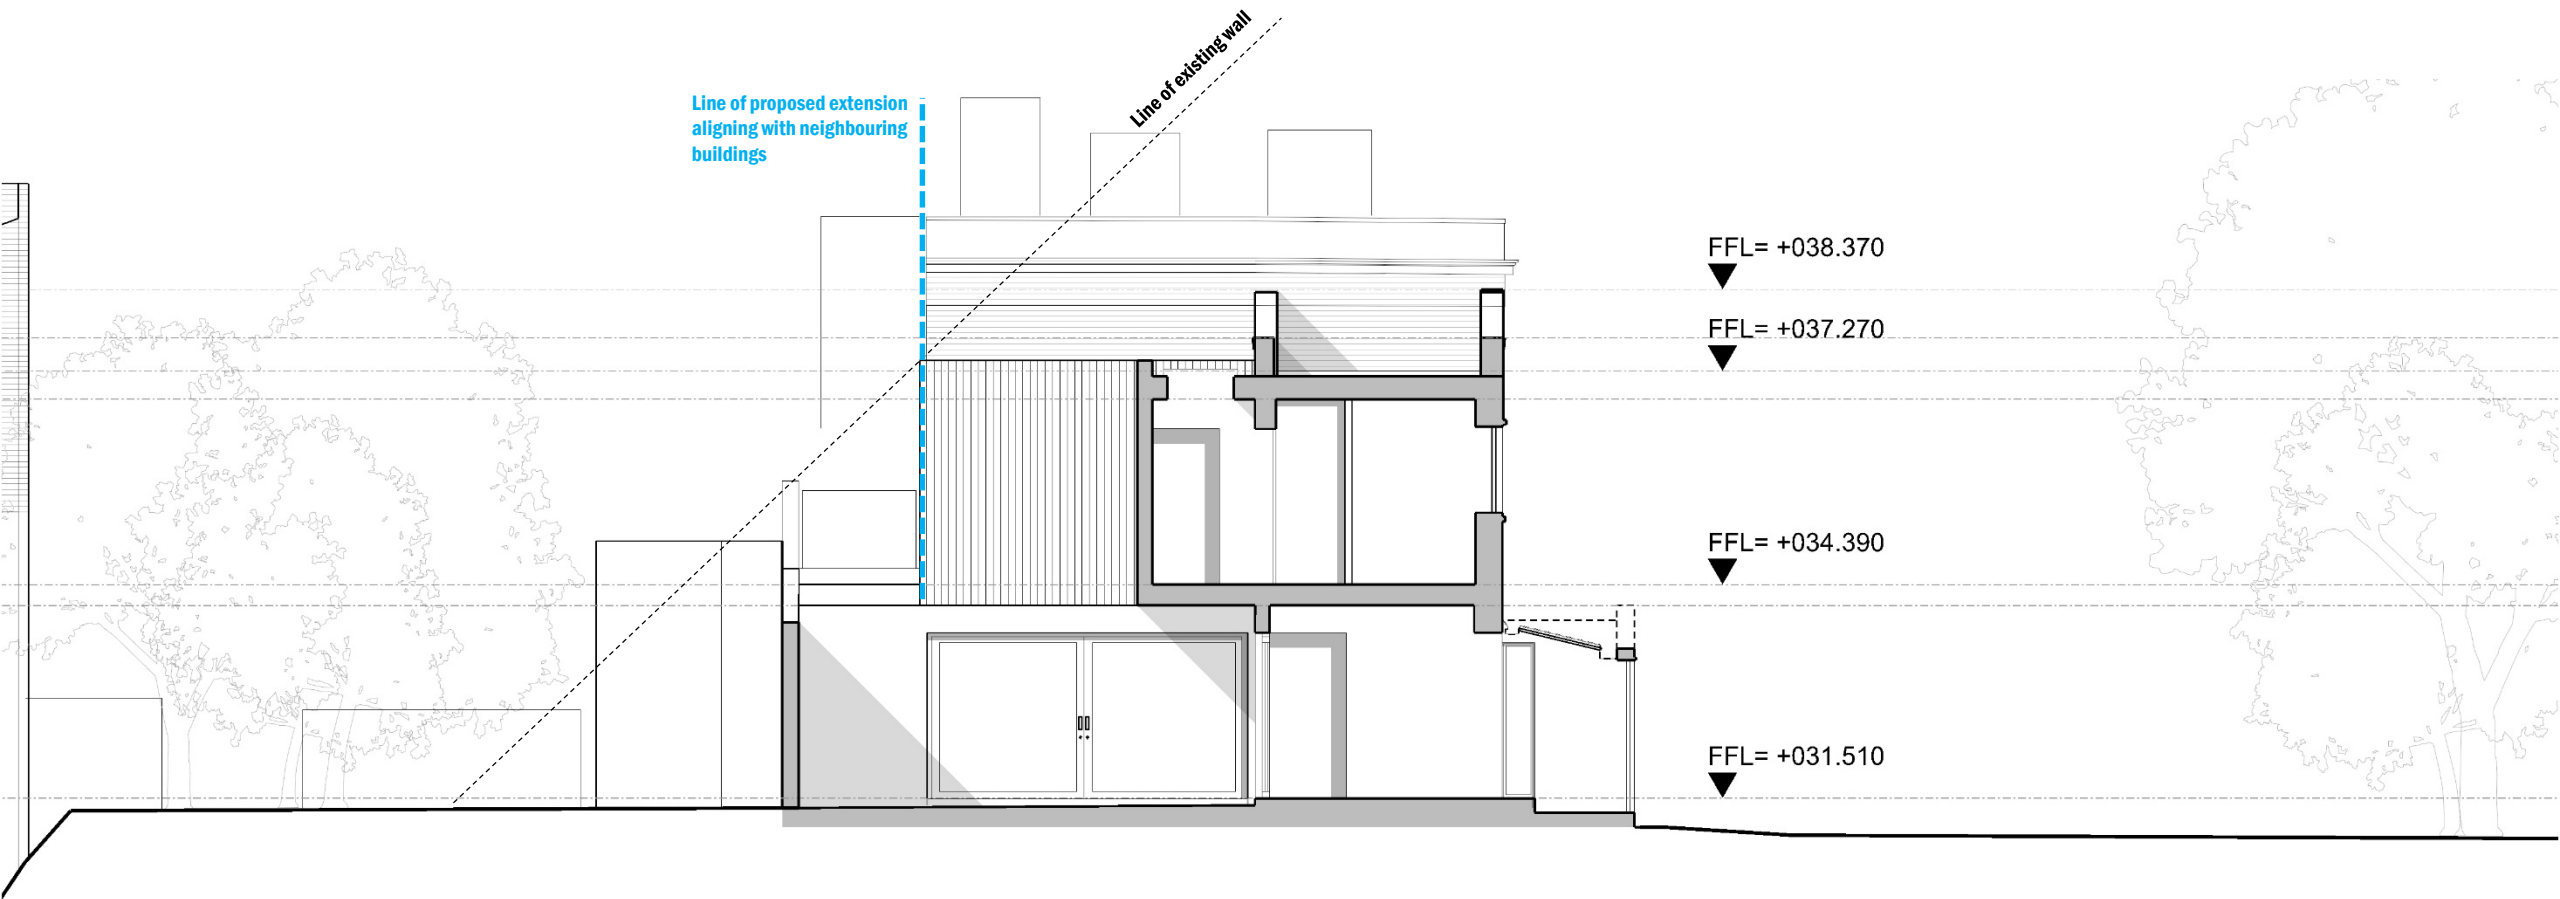 Line of existing wall
Line of proposed extension
aligning with neighbouring
buildings
FFL= +038.370
FFL= +037.270
FFL= +034.390
FFL= +031.510